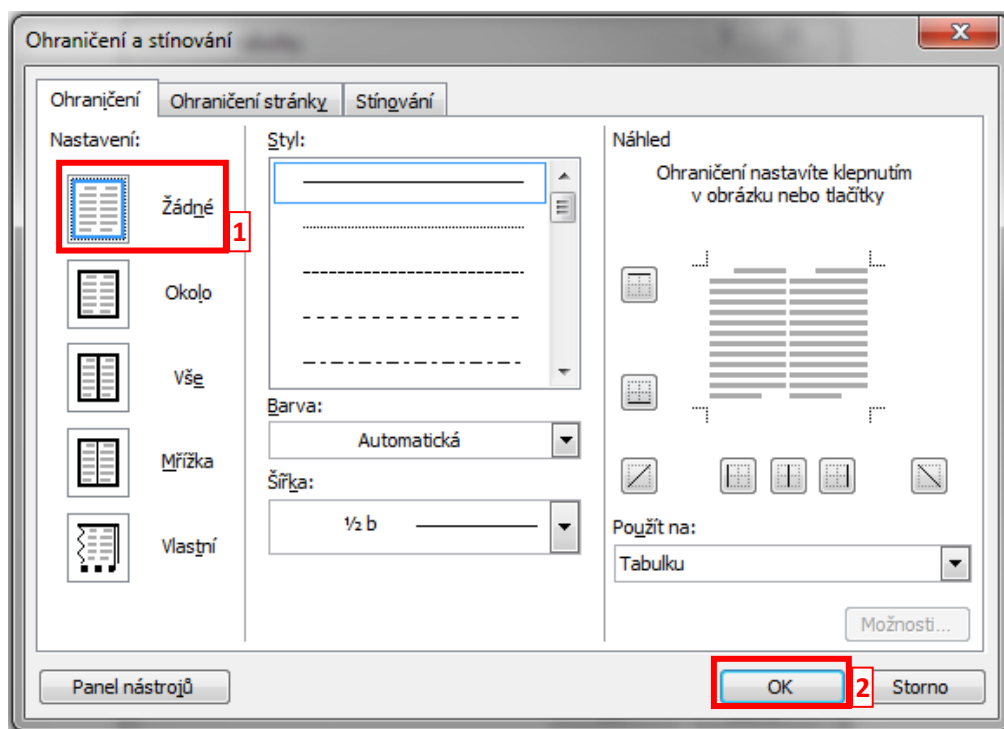 Ohraničení a stínování
Ohraničení
Ohraničení stránky
Stínování
Nastavení:
Žádné
1
Okolo
Vše
Mřížka
Vlastní
Styl:
Barva:
Automatická
Šířka:
½ b
Náhled
Ohraničení nastavíte klepnutím
v obrázku nebo tlačítky
Použít na:
Tabulku
Možnosti...
Panel nástrojů
OK
2
Storno